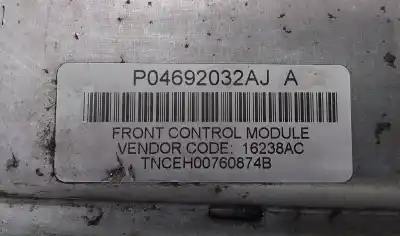 P04692032AJ A
FRONT CONTROL MODULE
VENDOR CODE: 16238AC
TNCEH00760874B